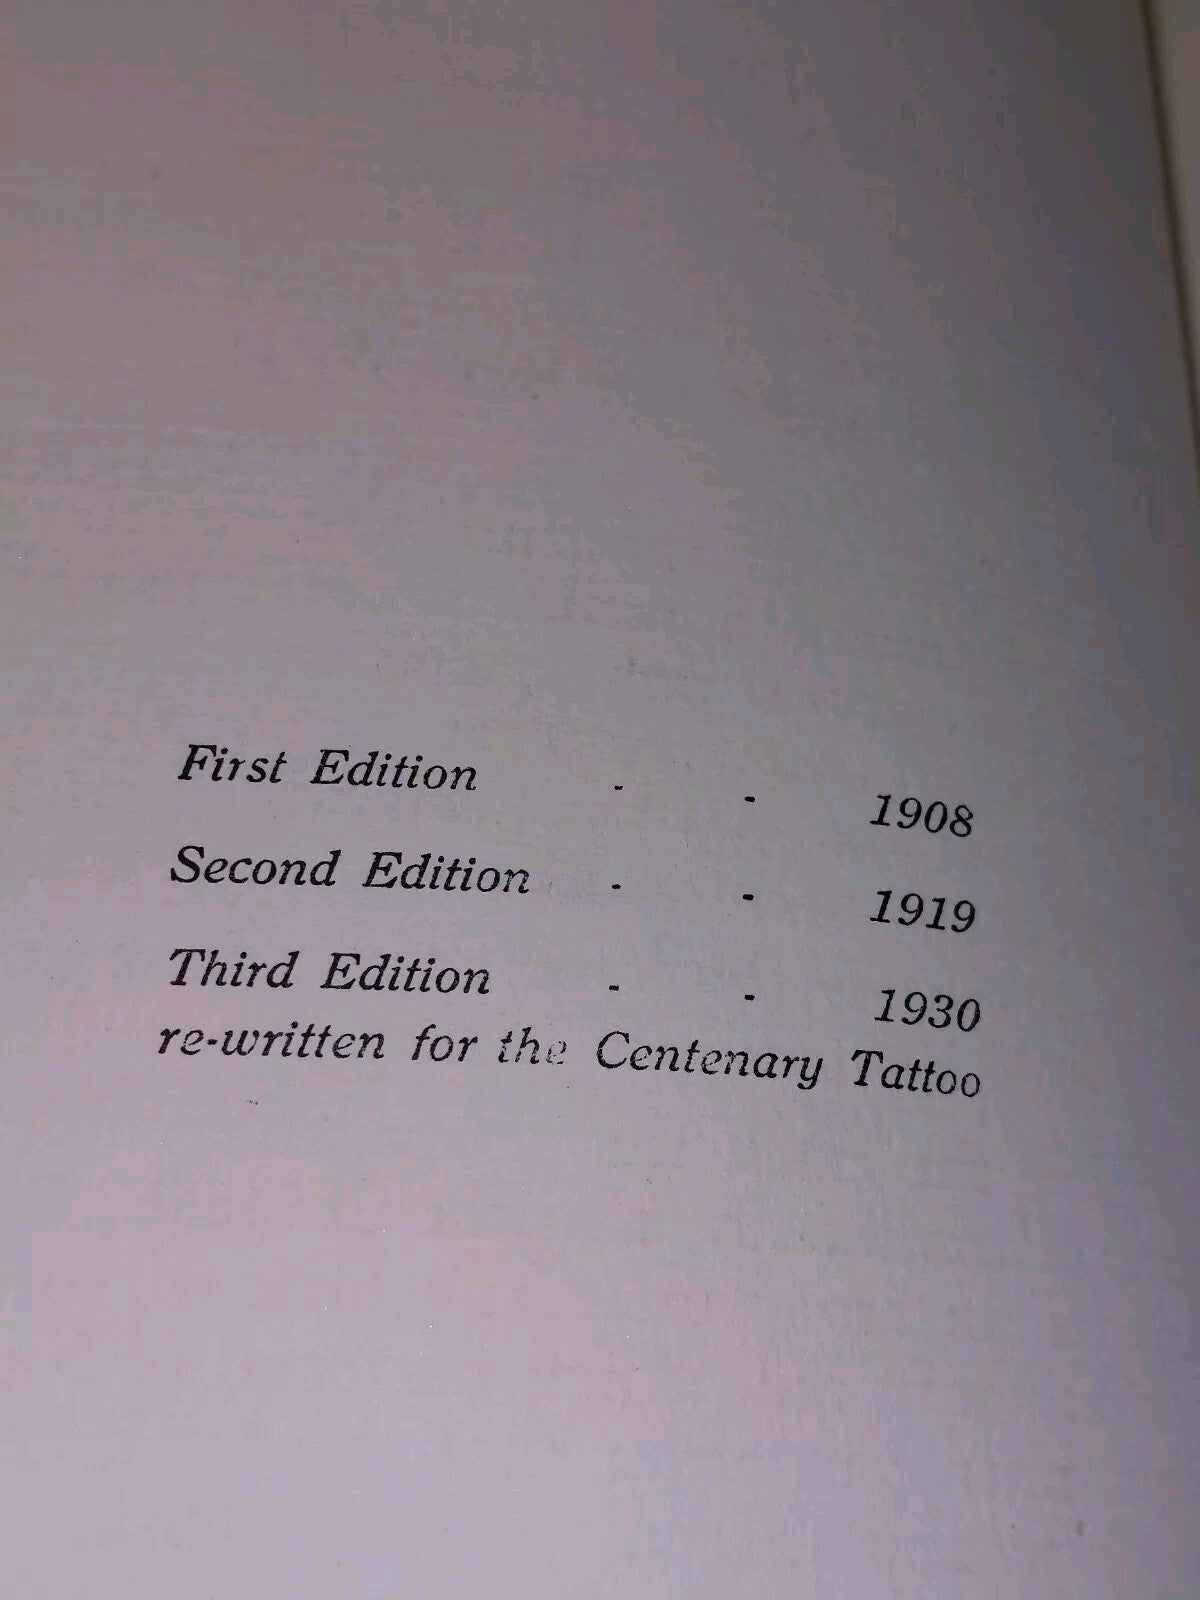 First Edition - - 1908
Second Edition - - 1919
Third Edition - - 1930
re-written for the Centenary Tattoo